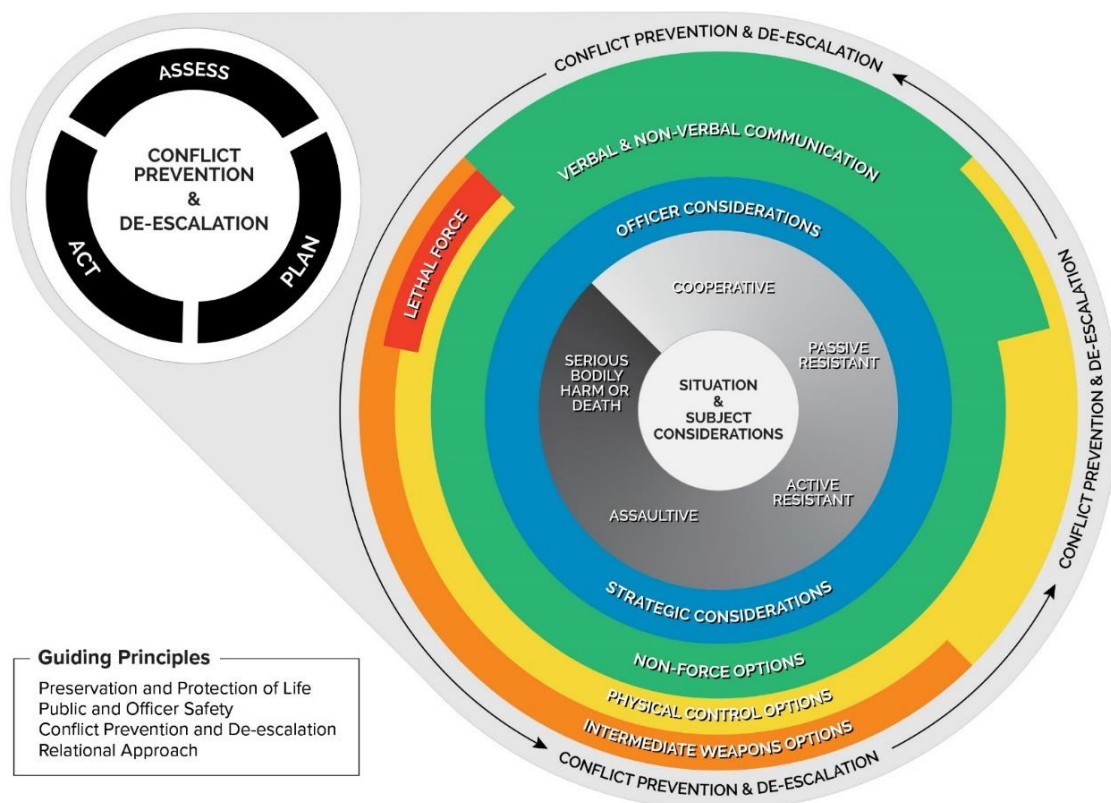 ASSESS
CONFLICT
PREVENTION
&
DE-ESCALATION
ACT
PLAN
CONFLICT PREVENTION & DE-ESCALATION
VERBAL & NON-VERBAL COMMUNICATION
OFFICER CONSIDERATIONS
LETHAL FORCE
COOPERATIVE
PASSIVE
RESISTANT
SERIOUS
BODILY
HARM OR
DEATH
SITUATION
&
SUBJECT
CONSIDERATIONS
ACTIVE
RESISTANT
ASSAULTIVE
CONFLICT PREVENTION & DE-ESCALATION
STRATEGIC CONSIDERATIONS
NON-FORCE OPTIONS
PHYSICAL CONTROL OPTIONS
INTERMEDIATE WEAPONS OPTIONS
CONFLICT PREVENTION & DE-ESCALATION
Guiding Principles
Preservation and Protection of Life
Public and Officer Safety
Conflict Prevention and De-escalation
Relational Approach